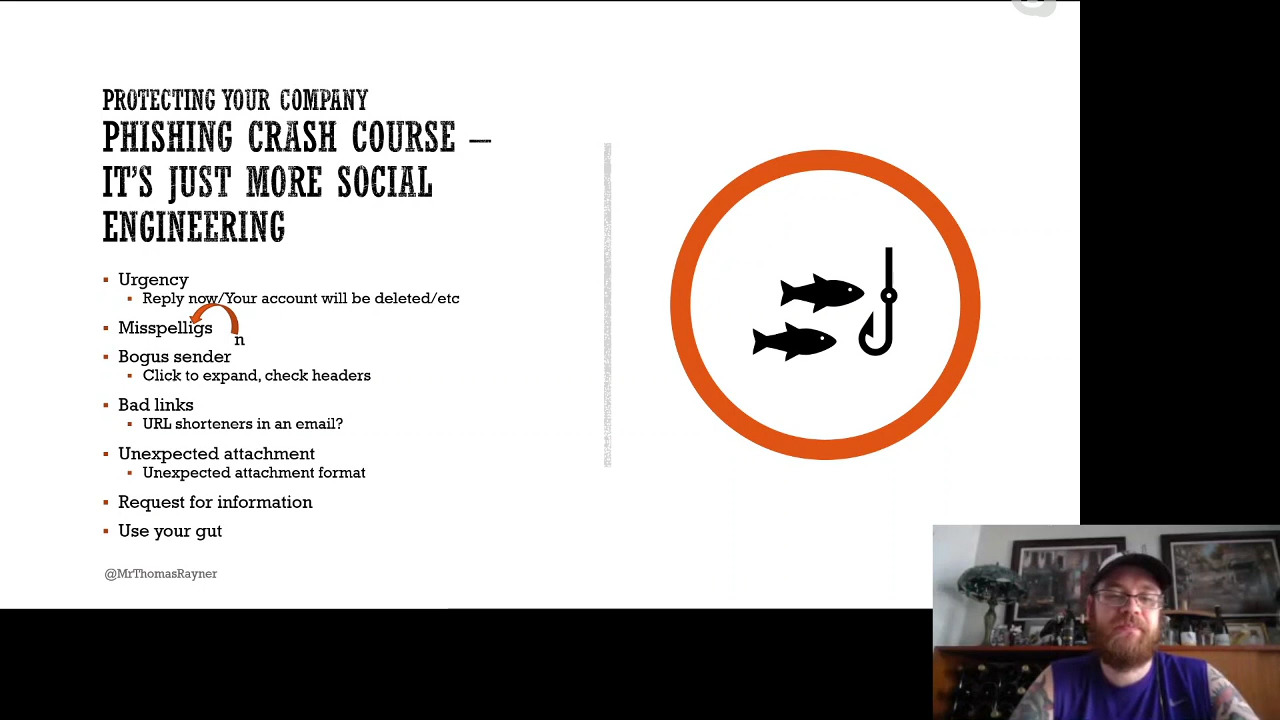 PROTECTING YOUR COMPANY
PHISHING CRASH COURSE –
IT'S JUST MORE SOCIAL
ENGINEERING
Urgency
Reply now/Your account will be deleted/etc
Misspelligs
n
Bogus sender
Click to expand, check headers
Bad links
URL shorteners in an email?
Unexpected attachment
Unexpected attachment format
Request for information
Use your gut
@MrThomasRayner